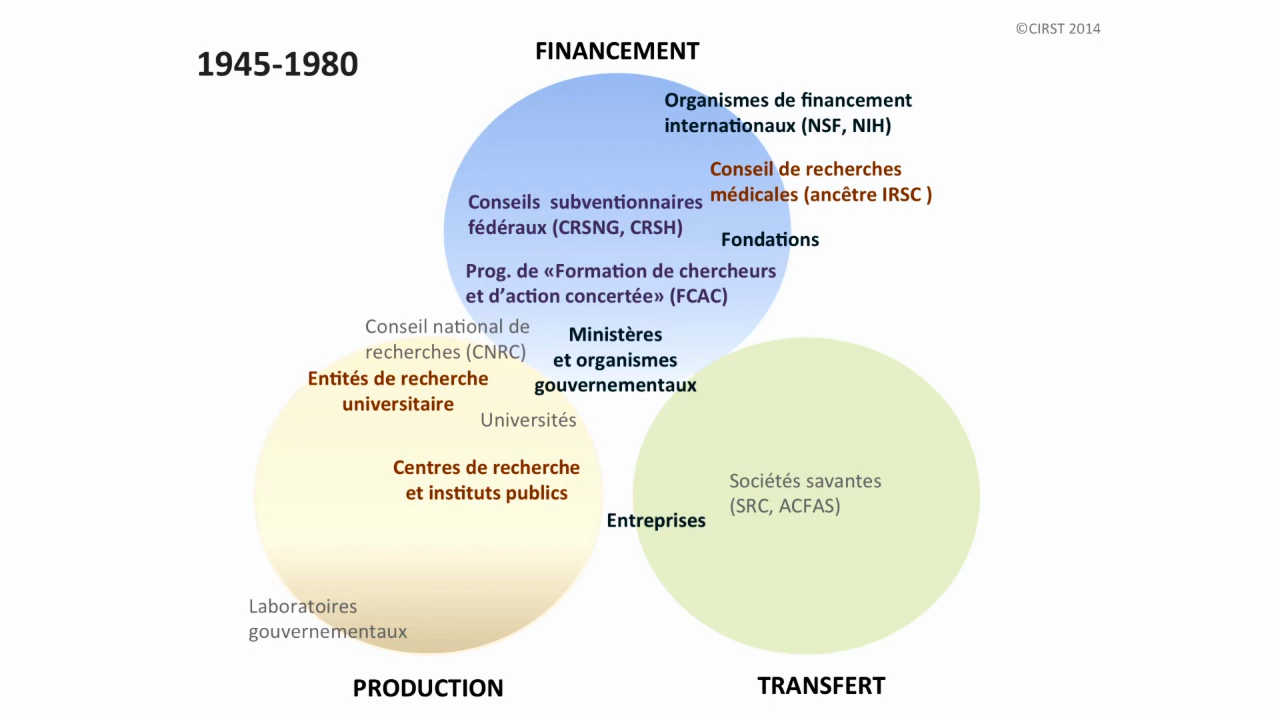 ©CIRST 2014
1945-1980
FINANCEMENT
Organismes de financement
internationaux (NSF, NIH)
Conseil de recherches
médicales (ancêtre IRSC )
Conseils subventionnaires
fédéraux (CRSNG, CRSH)
Fondations
Prog. de «Formation de chercheurs
et d’action concertée» (FCAC)
Conseil national de
recherches (CNRC)
Ministères
et organismes
gouvernementaux
Entités de recherche
universitaire
Universités
Centres de recherche
et instituts publics
Sociétés savantes
(SRC, ACFAS)
Entreprises
Laboratoires
gouvernementaux
PRODUCTION
TRANSFERT